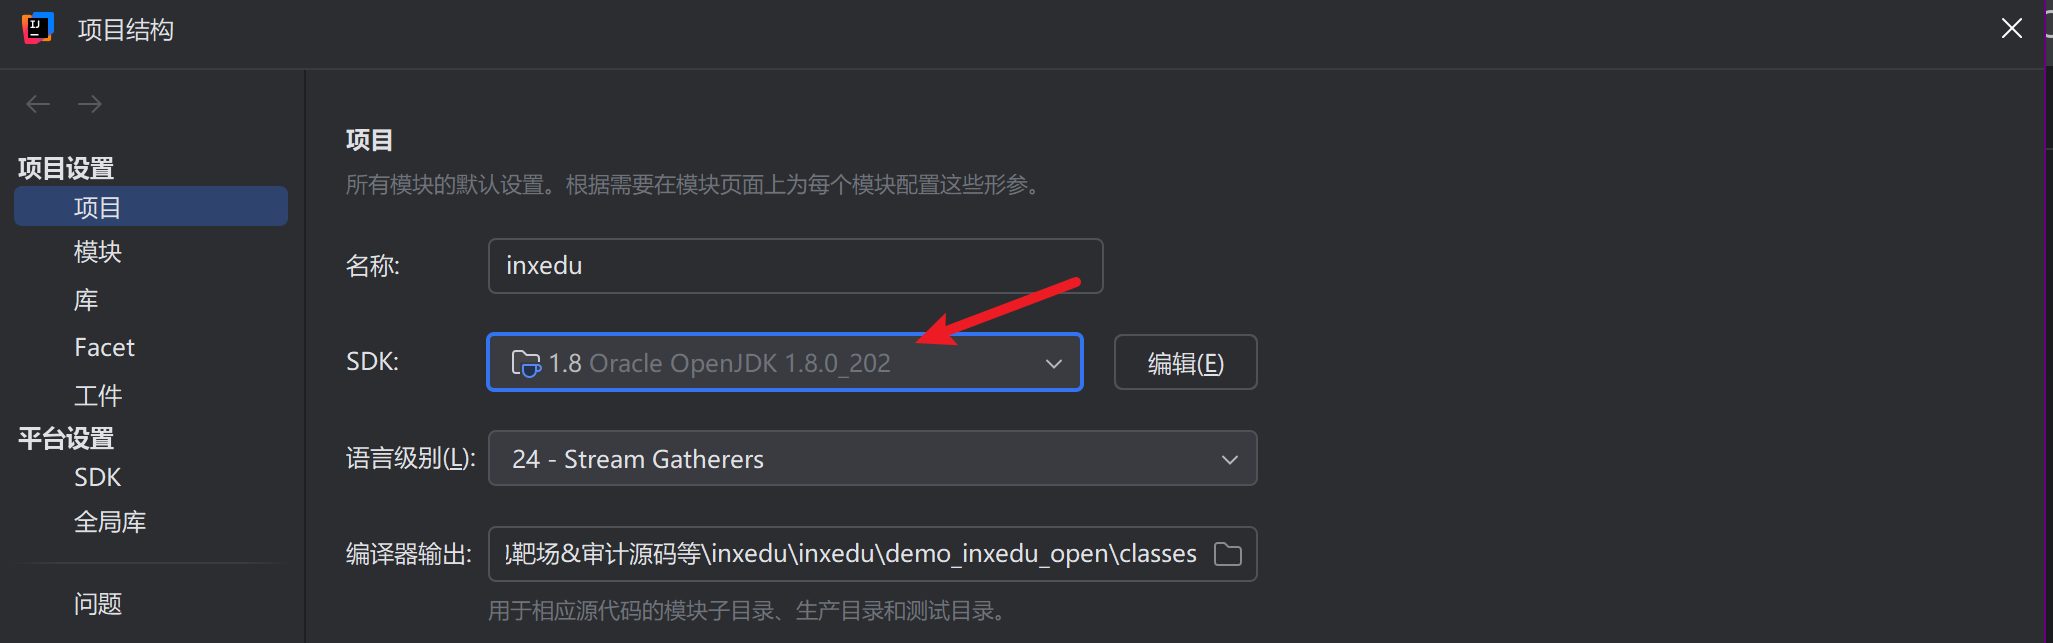 项目结构
项目设置
项目
模块
库
Facet
工件
平台设置
SDK
全局库
问题
项目
所有模块的默认设置。根据需要在模块页面上为每个模块配置这些形参。
名称: inxedu
SDK: 1.8 Oracle OpenJDK 1.8.0_202 编辑(E)
语言级别(L): 24 - Stream Gatherers
编译器输出: 靶场&审计源码等\inxedu\inxedu\demo_inxedu_open\classes
用于相应源代码的模块子目录、生产目录和测试目录。